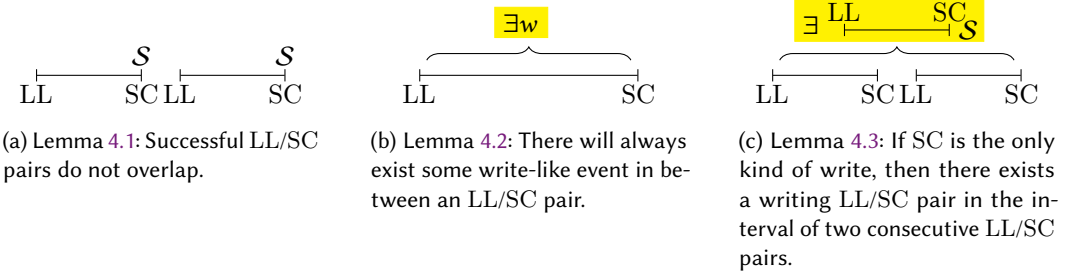 𝒮 𝒮
LL SC LL SC
(a) Lemma 4.1: Successful LL/SC
pairs do not overlap.
∃w
LL SC
(b) Lemma 4.2: There will always
exist some write-like event in be-
tween an LL/SC pair.
∃ LL SC 𝒮
LL SC LL SC
(c) Lemma 4.3: If SC is the only
kind of write, then there exists
a writing LL/SC pair in the in-
terval of two consecutive LL/SC
pairs.